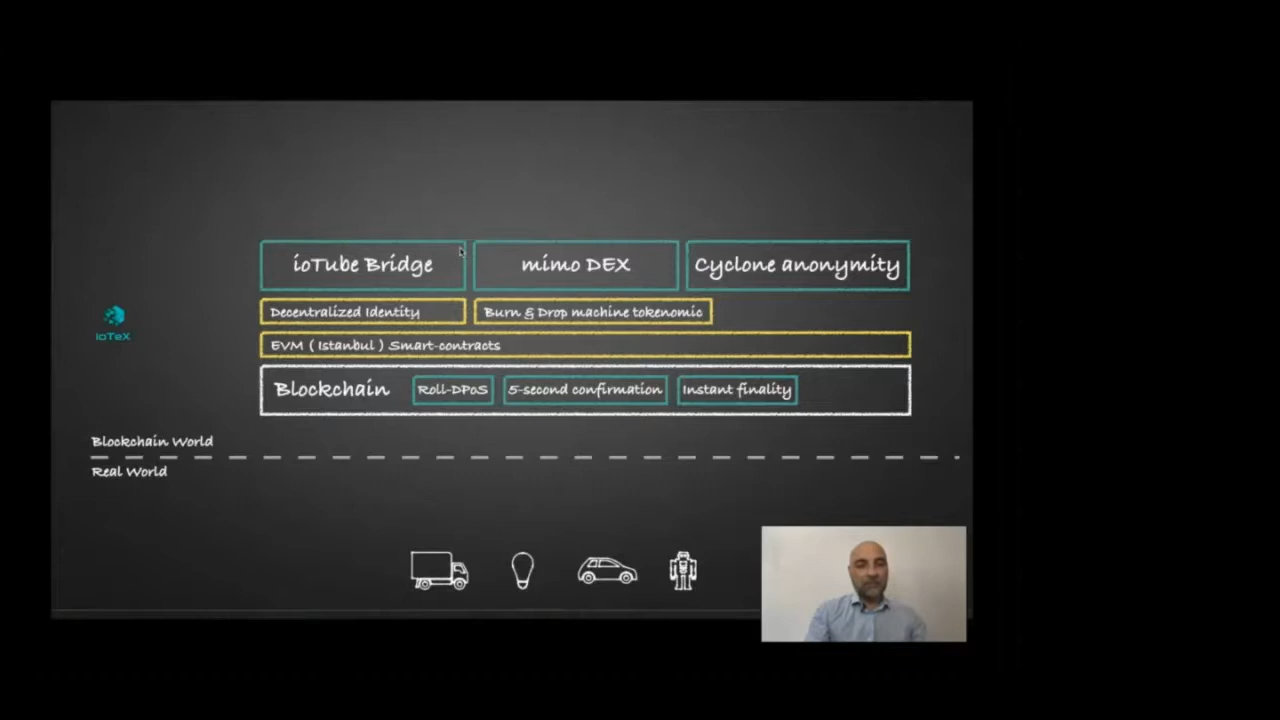 ioTube Bridge
mimo DEX
Cyclone anonymity
Decentralized Identity
Burn & Drop machine tokenomic
IoTeX
EVM ( Istanbul ) Smart-contracts
Blockchain
Roll-DPoS
5-second confirmation
Instant finality
Blockchain World
Real World